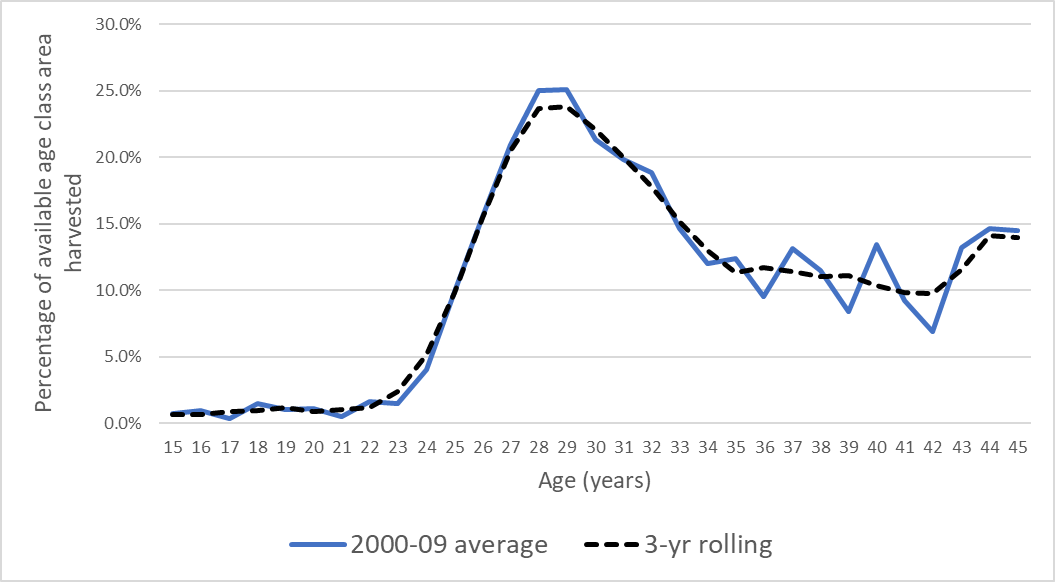 30.0%
25.0%
20.0%
15.0%
10.0%
5.0%
0.0%
Percentage of available age class area
harvested
15 16 17 18 19 20 21 22 23 24 25 26 27 28 29 30 31 32 33 34 35 36 37 38 39 40 41 42 43 44 45
Age (years)
2000-09 average 3-yr rolling